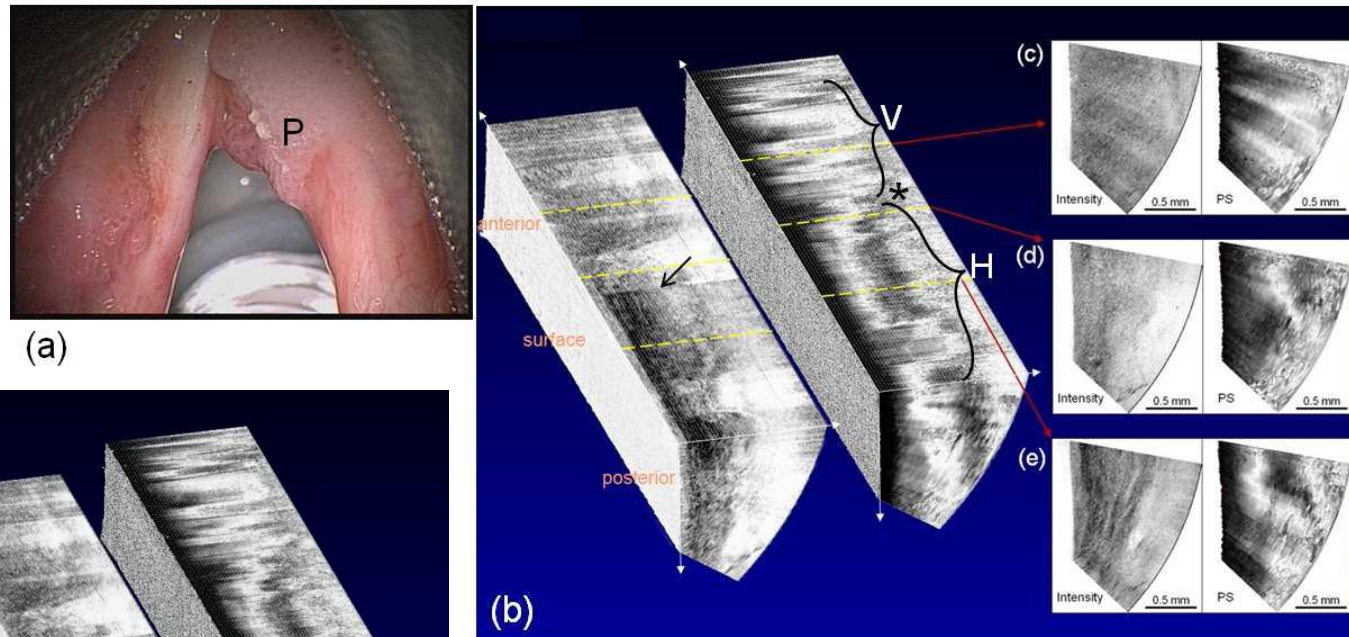 P
(a)
anterior
surface
posterior
V
*
H
(b)
(c)
Intensity
0.5 mm
PS
0.5 mm
(d)
Intensity
0.5 mm
PS
0.5 mm
(e)
Intensity
0.5 mm
PS
0.5 mm